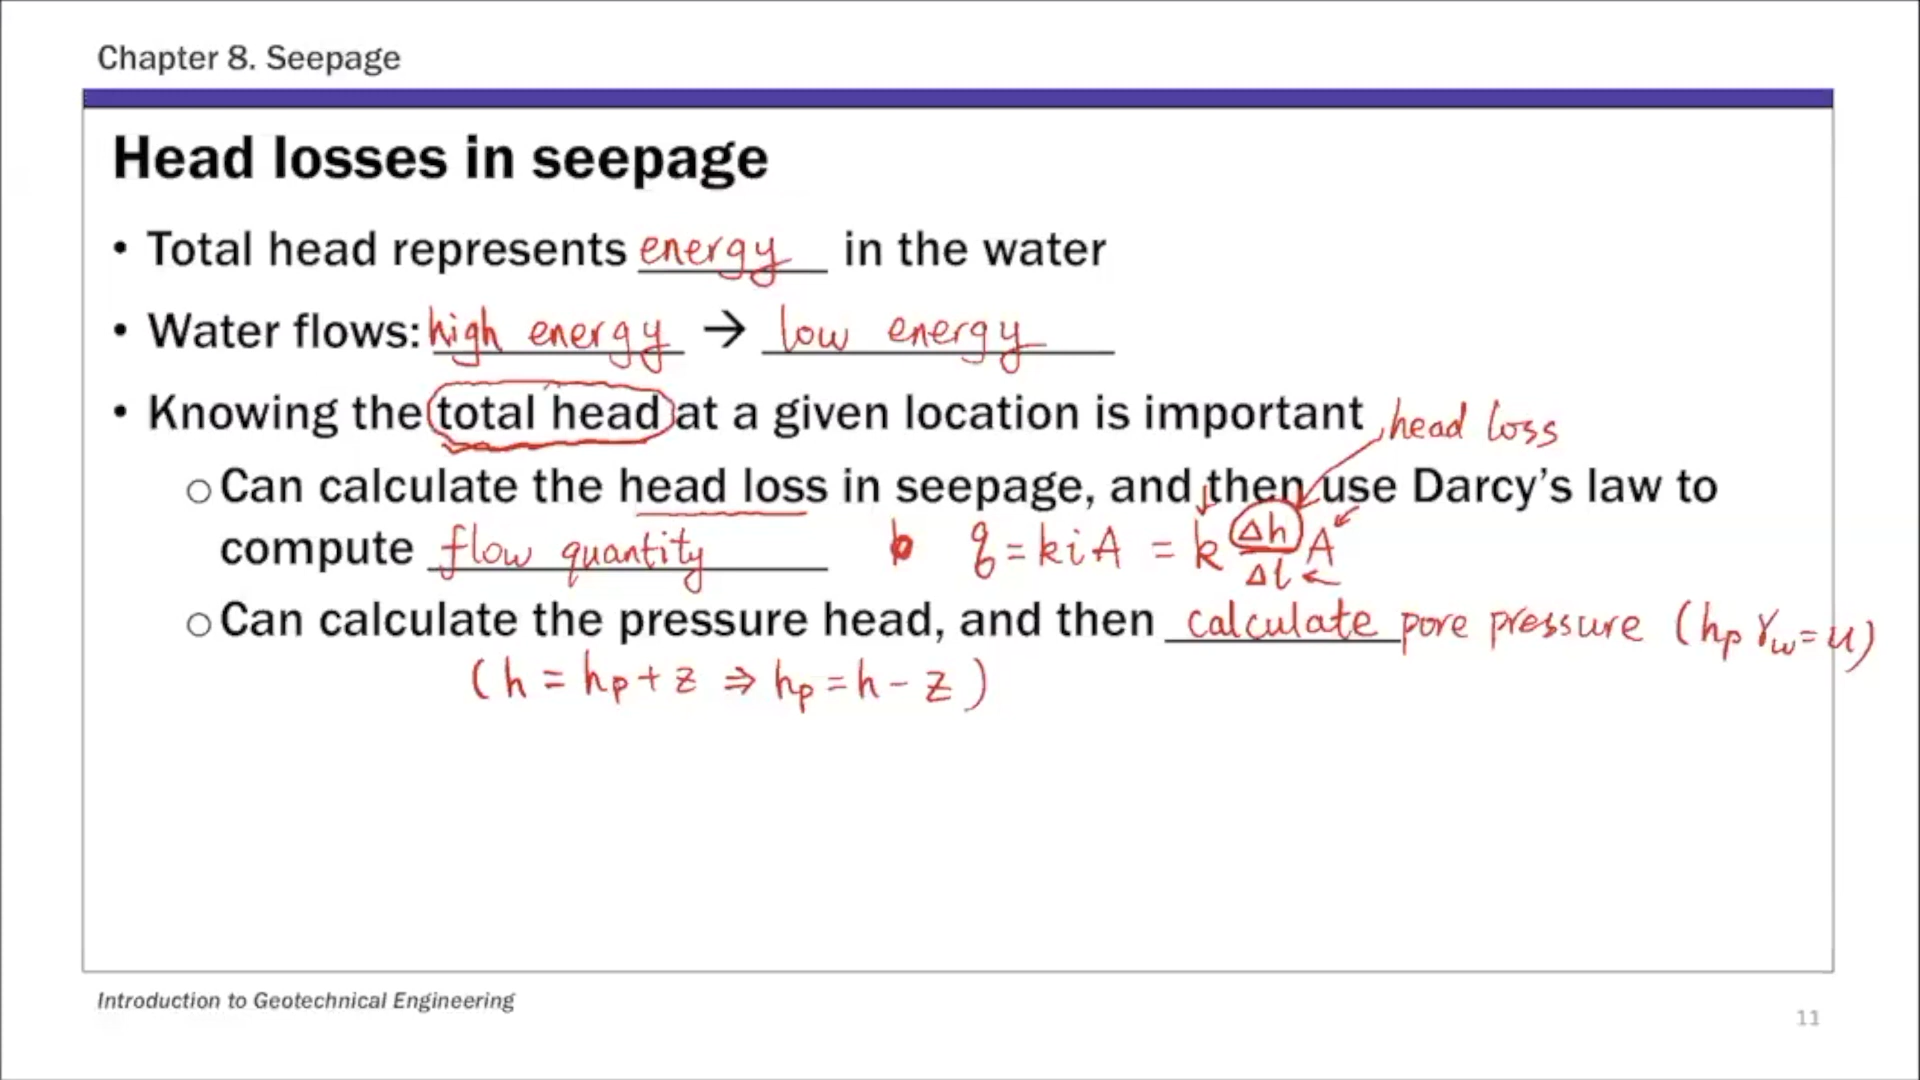 Chapter 8. Seepage
Head losses in seepage
• Total head represents energy in the water
• Water flows: high energy → low energy
• Knowing the total head at a given location is important
head loss
○ Can calculate the head loss in seepage, and then use Darcy's law to
compute flow quantity q = kiA = k Δh/Δl A
○ Can calculate the pressure head, and then calculate pore pressure (hp γw = u)
(h = hp + z ⇒ hp = h - z)
Introduction to Geotechnical Engineering
11